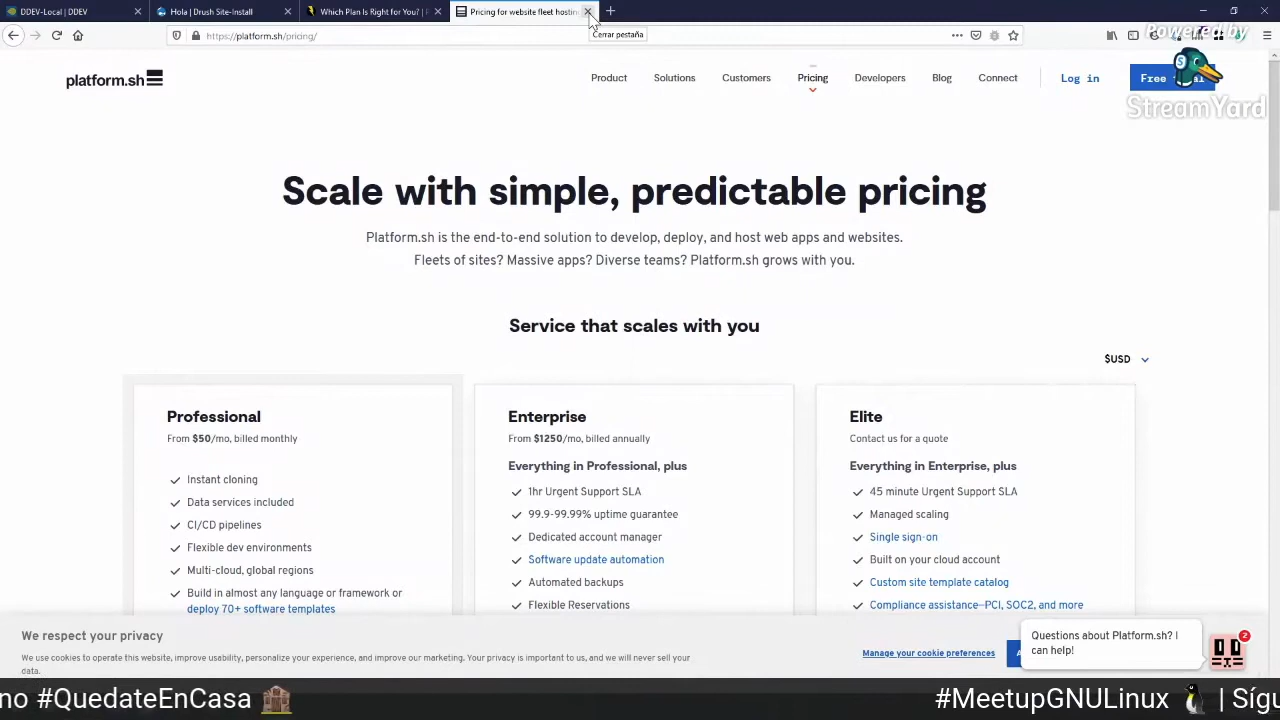 DDEV-Local | DDEV
Hola | Drush Site-Install
Which Plan Is Right for You? |
Pricing for website fleet hostin
Cerrar pestaña
https://platform.sh/pricing/
Powered by
StreamYard
platform.sh
Product
Solutions
Customers
Pricing
Developers
Blog
Connect
Log in
Free
Scale with simple, predictable pricing
Platform.sh is the end-to-end solution to develop, deploy, and host web apps and websites.
Fleets of sites? Massive apps? Diverse teams? Platform.sh grows with you.
Service that scales with you
$USD
Professional
From $50/mo, billed monthly
Instant cloning
Data services included
CI/CD pipelines
Flexible dev environments
Multi-cloud, global regions
Build in almost any language or framework or
deploy 70+ software templates
Enterprise
From $1250/mo, billed annually
Everything in Professional, plus
1hr Urgent Support SLA
99.9-99.99% uptime guarantee
Dedicated account manager
Software update automation
Automated backups
Flexible Reservations
Elite
Contact us for a quote
Everything in Enterprise, plus
45 minute Urgent Support SLA
Managed scaling
Single sign-on
Built on your cloud account
Custom site template catalog
Compliance assistance—PCI, SOC2, and more
We respect your privacy
We use cookies to operate this website, improve usability, personalize your experience, and improve our marketing. Your privacy is important to us, and we will never sell your
data.
Manage your cookie preferences
Questions about Platform.sh? I
can help!
2
no #QuedateEnCasa
#MeetupGNULinux | Sígu